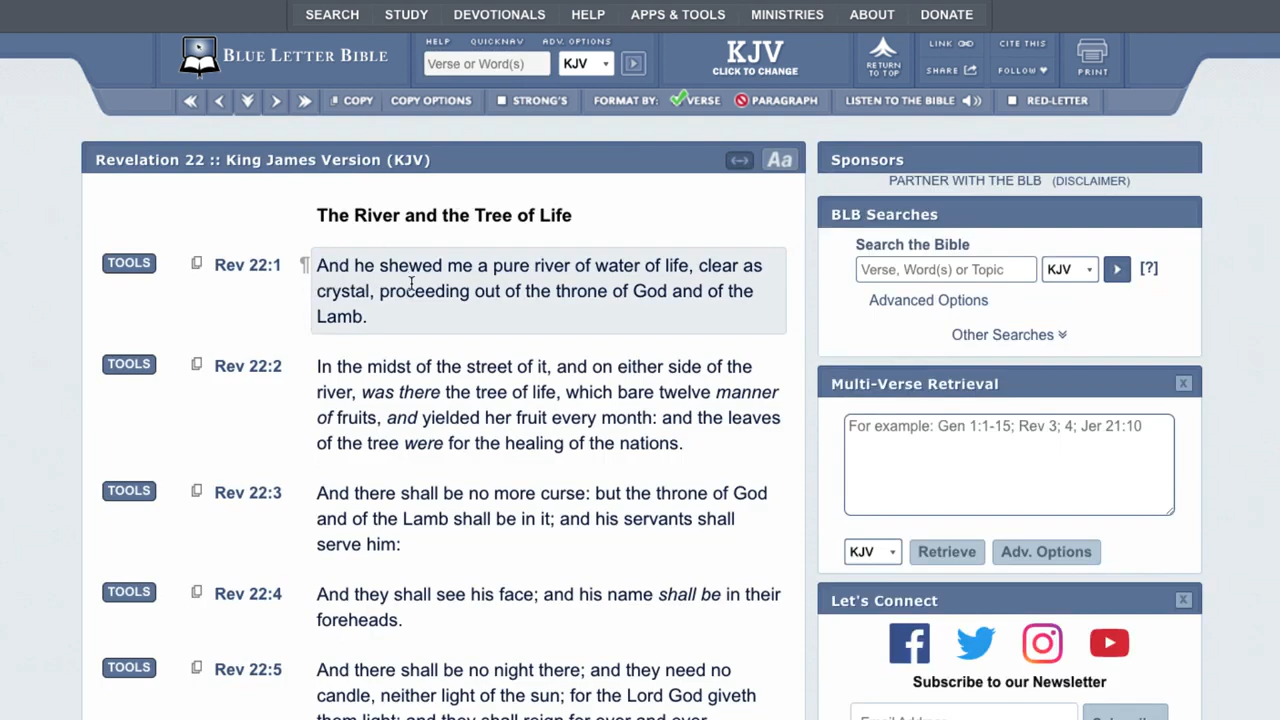 SEARCH STUDY DEVOTIONALS HELP APPS & TOOLS MINISTRIES ABOUT DONATE
BLUE LETTER BIBLE
HELP QUICKNAV ADV. OPTIONS
Verse or Word(s) KJV
KJV
CLICK TO CHANGE
RETURN
TO TOP
LINK
SHARE
CITE THIS
FOLLOW
PRINT
COPY COPY OPTIONS STRONG'S FORMAT BY: VERSE PARAGRAPH LISTEN TO THE BIBLE RED-LETTER
Revelation 22 :: King James Version (KJV) Aa
The River and the Tree of Life
TOOLS Rev 22:1 ¶ And he shewed me a pure river of water of life, clear as
crystal, proceeding out of the throne of God and of the
Lamb.
TOOLS Rev 22:2 In the midst of the street of it, and on either side of the
river, was there the tree of life, which bare twelve manner
of fruits, and yielded her fruit every month: and the leaves
of the tree were for the healing of the nations.
TOOLS Rev 22:3 And there shall be no more curse: but the throne of God
and of the Lamb shall be in it; and his servants shall
serve him:
TOOLS Rev 22:4 And they shall see his face; and his name shall be in their
foreheads.
TOOLS Rev 22:5 And there shall be no night there; and they need no
candle, neither light of the sun; for the Lord God giveth
them light: and they shall reign for ever and ever.
Sponsors
PARTNER WITH THE BLB (DISCLAIMER)
BLB Searches
Search the Bible
Verse, Word(s) or Topic KJV [?]
Advanced Options
Other Searches
Multi-Verse Retrieval X
For example: Gen 1:1-15; Rev 3; 4; Jer 21:10
KJV Retrieve Adv. Options
Let's Connect X
Subscribe to our Newsletter
Email Address Subscribe